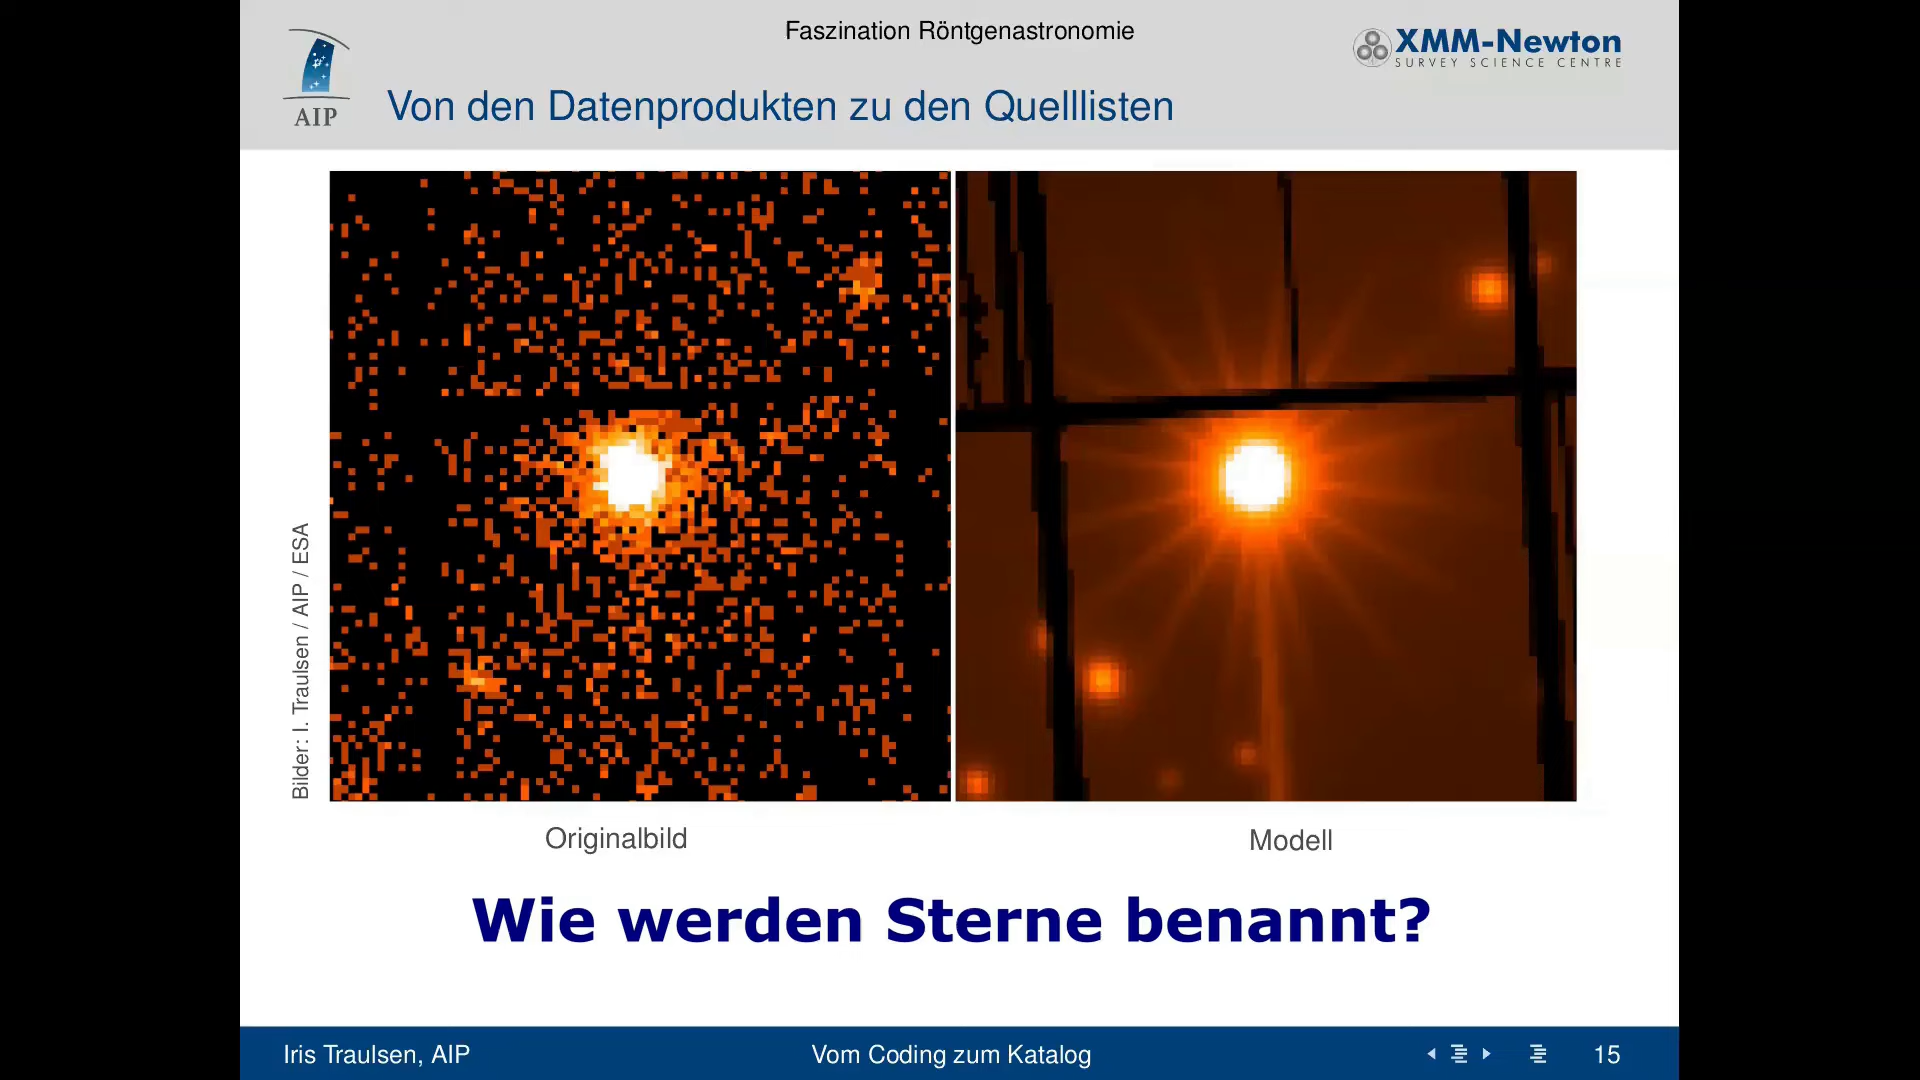 Faszination Röntgenastronomie
XMM-Newton
SURVEY SCIENCE CENTRE
AIP
Von den Datenprodukten zu den Quelllisten
Bilder: I. Traulsen / AIP / ESA
Originalbild
Modell
Wie werden Sterne benannt?
Iris Traulsen, AIP
Vom Coding zum Katalog
15